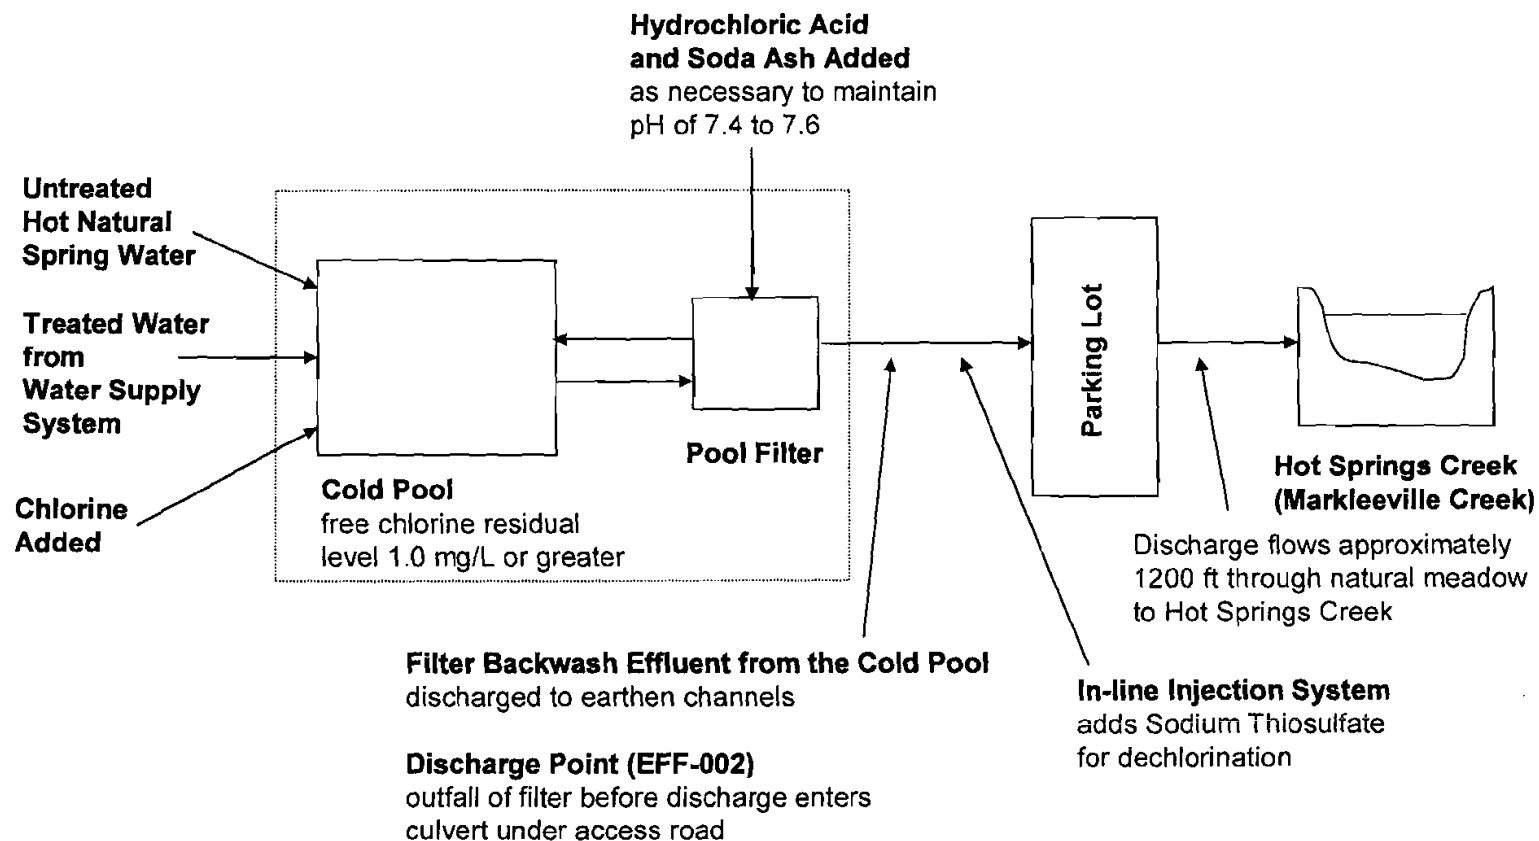 Hydrochloric Acid
and Soda Ash Added
as necessary to maintain
pH of 7.4 to 7.6
Untreated
Hot Natural
Spring Water
Treated Water
from
Water Supply
System
Chlorine
Added
Cold Pool
free chlorine residual
level 1.0 mg/L or greater
Pool Filter
Parking Lot
Hot Springs Creek
(Markleeville Creek)
Discharge flows approximately
1200 ft through natural meadow
to Hot Springs Creek
Filter Backwash Effluent from the Cold Pool
discharged to earthen channels
In-line Injection System
adds Sodium Thiosulfate
for dechlorination
Discharge Point (EFF-002)
outfall of filter before discharge enters
culvert under access road